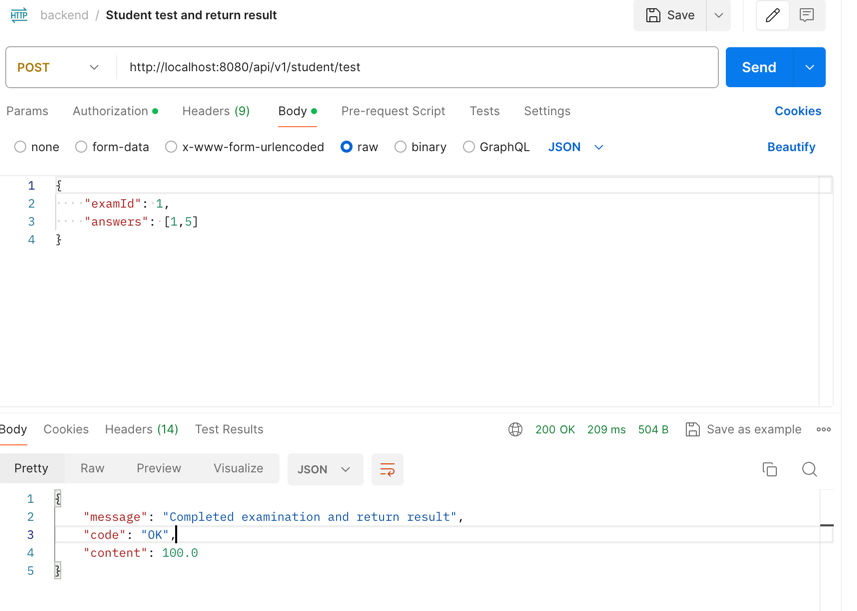 HTTP backend / Student test and return result Save
POST http://localhost:8080/api/v1/student/test Send
Params Authorization Headers (9) Body Pre-request Script Tests Settings Cookies
none form-data x-www-form-urlencoded raw binary GraphQL JSON Beautify
1 {
2 "examId": 1,
3 "answers": [1,5]
4 }
Body Cookies Headers (14) Test Results 200 OK 209 ms 504 B Save as example
Pretty Raw Preview Visualize JSON
1 {
2 "message": "Completed examination and return result",
3 "code": "OK",
4 "content": 100.0
5 }